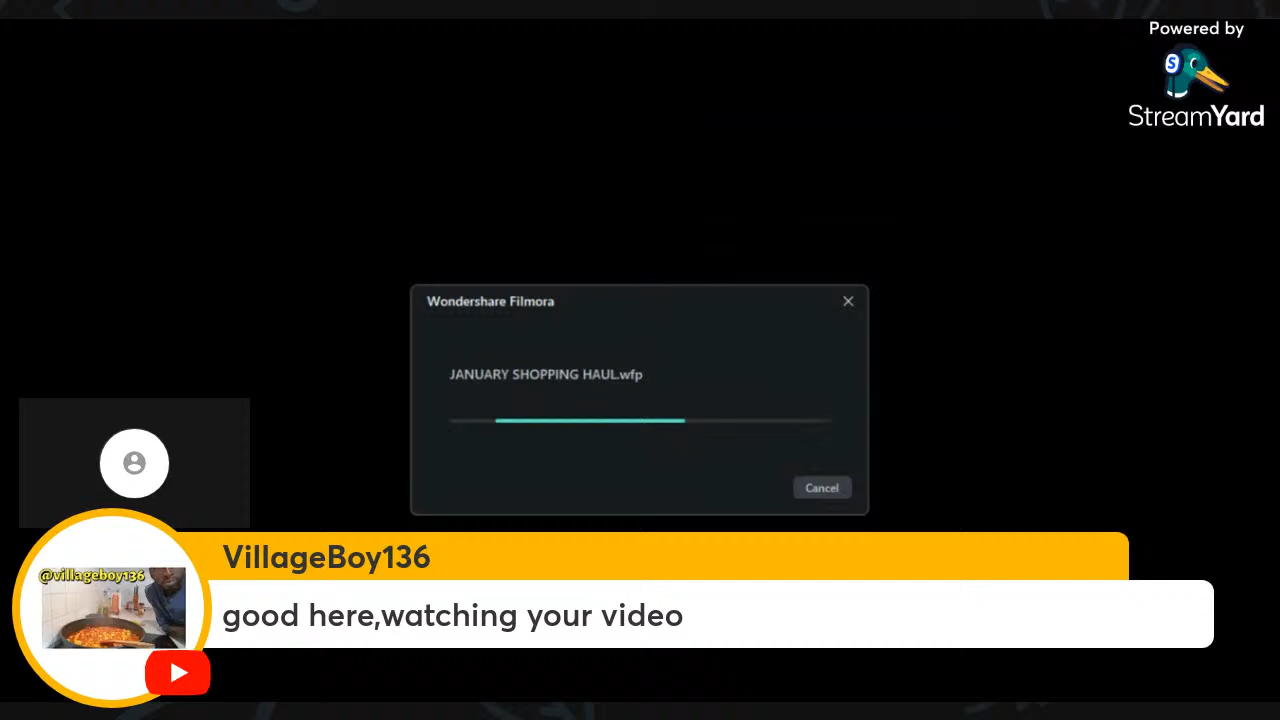 Powered by
S
StreamYard
Wondershare Filmora
JANUARY SHOPPING HAUL.wfp
Cancel
VillageBoy136
@villageboy136
good here,watching your video